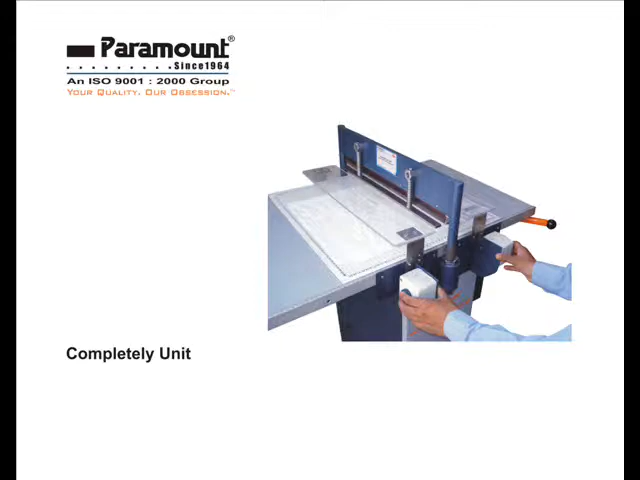 Paramount®
Since1964
An ISO 9001 : 2000 Group
YOUR QUALITY. OUR OBSESSION.™
Completely Unit